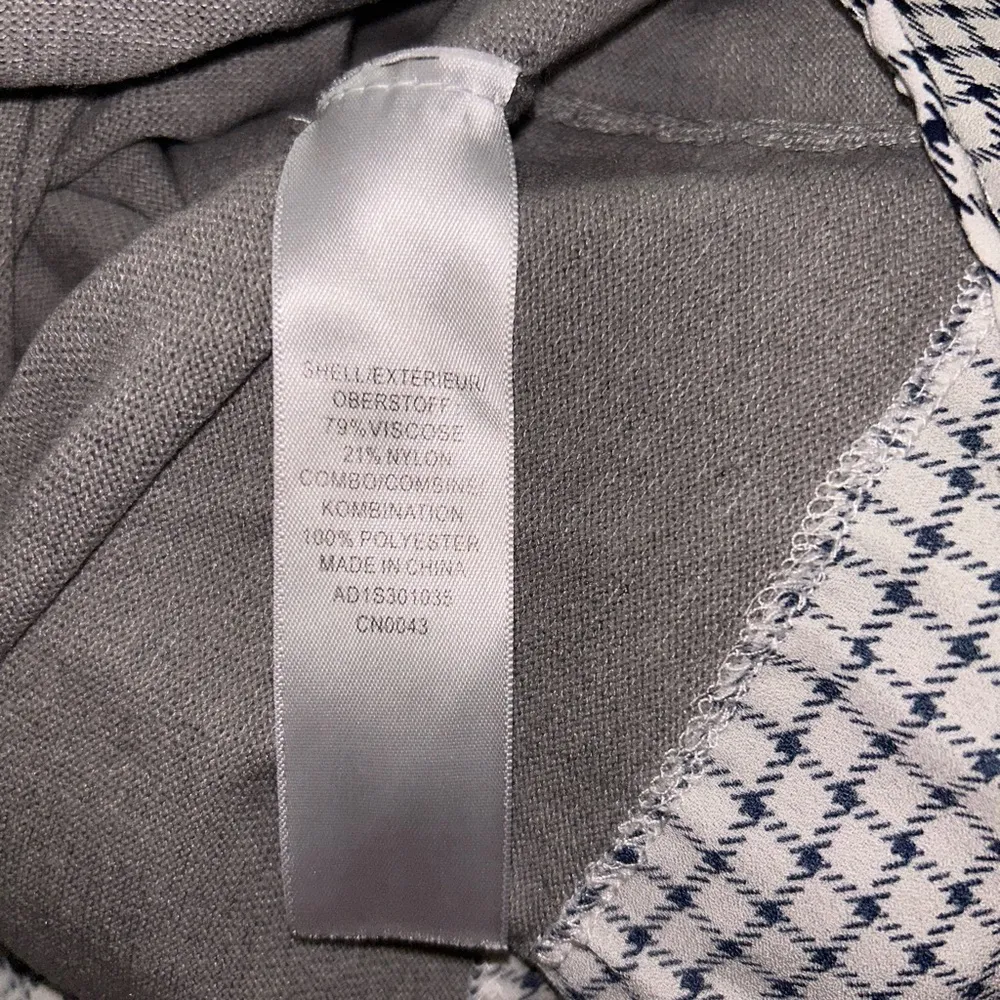 SHELL/EXTERIEUR/
OBERSTOFF
79%VISCOSE
21% NYLON
COMBO/COMBINE/
KOMBINATION
100% POLYESTER
MADE IN CHINA
AD1S301035
CN0043